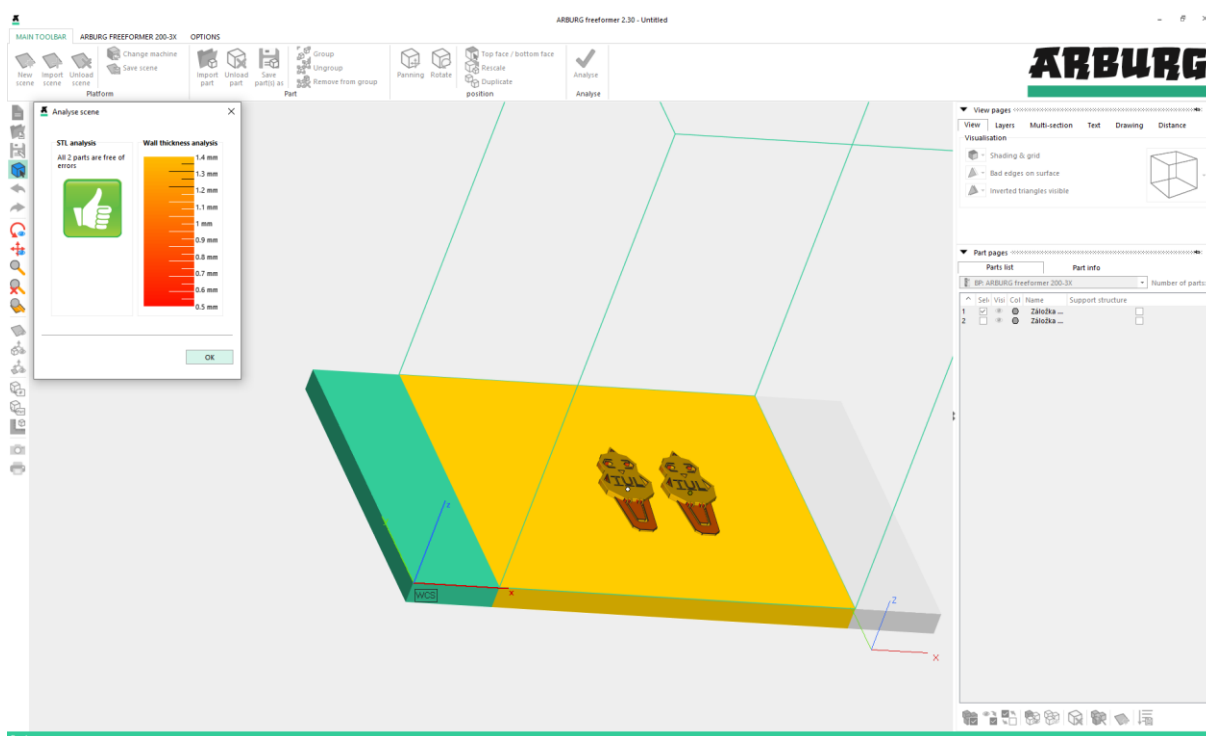 ARBURG freeformer 2.30 - Untitled
MAIN TOOLBAR ARBURG FREEFORMER 200-3X OPTIONS
New scene
Import scene
Unload scene
Change machine
Save scene
Platform
Import part
Unload part
Save part(s) as
Group
Ungroup
Remove from group
Part
Panning
Rotate
Top face / bottom face
Rescale
Duplicate
position
Analyse
Analyse
ARBURG
Analyse scene
STL analysis
All 2 parts are free of
errors
Wall thickness analysis
1.4 mm
1.3 mm
1.2 mm
1.1 mm
1 mm
0.9 mm
0.8 mm
0.7 mm
0.6 mm
0.5 mm
OK
IUL
IUL
z
x
WCS
Z
X
View pages
View Layers Multi-section Text Drawing Distance
Visualisation
Shading & grid
Bad edges on surface
Inverted triangles visible
Part pages
Parts list Part info
BP: ARBURG freeformer 200-3X Number of parts
Sel Visi Col Name Support structure
1 Záložka ...
2 Záložka ...